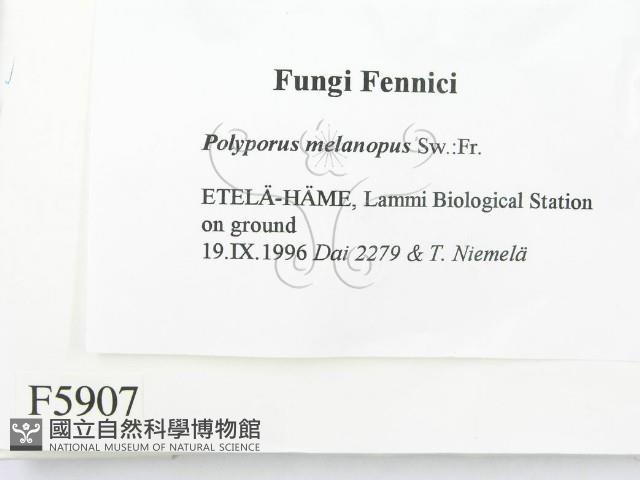 Fungi Fennici
Polyporus melanopus Sw.:Fr.
ETELÄ-HÄME, Lammi Biological Station
on ground
19.IX.1996 Dai 2279 & T. Niemelä
F5907
國立自然科學博物館
NATIONAL MUSEUM OF NATURAL SCIENCE